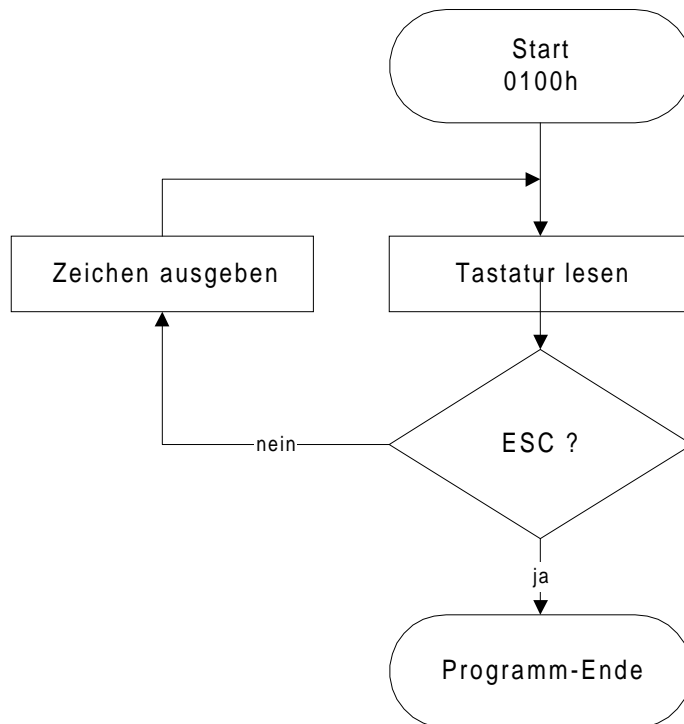 Start
0100h
Zeichen ausgeben
Tastatur lesen
nein
ESC ?
ja
Programm-Ende